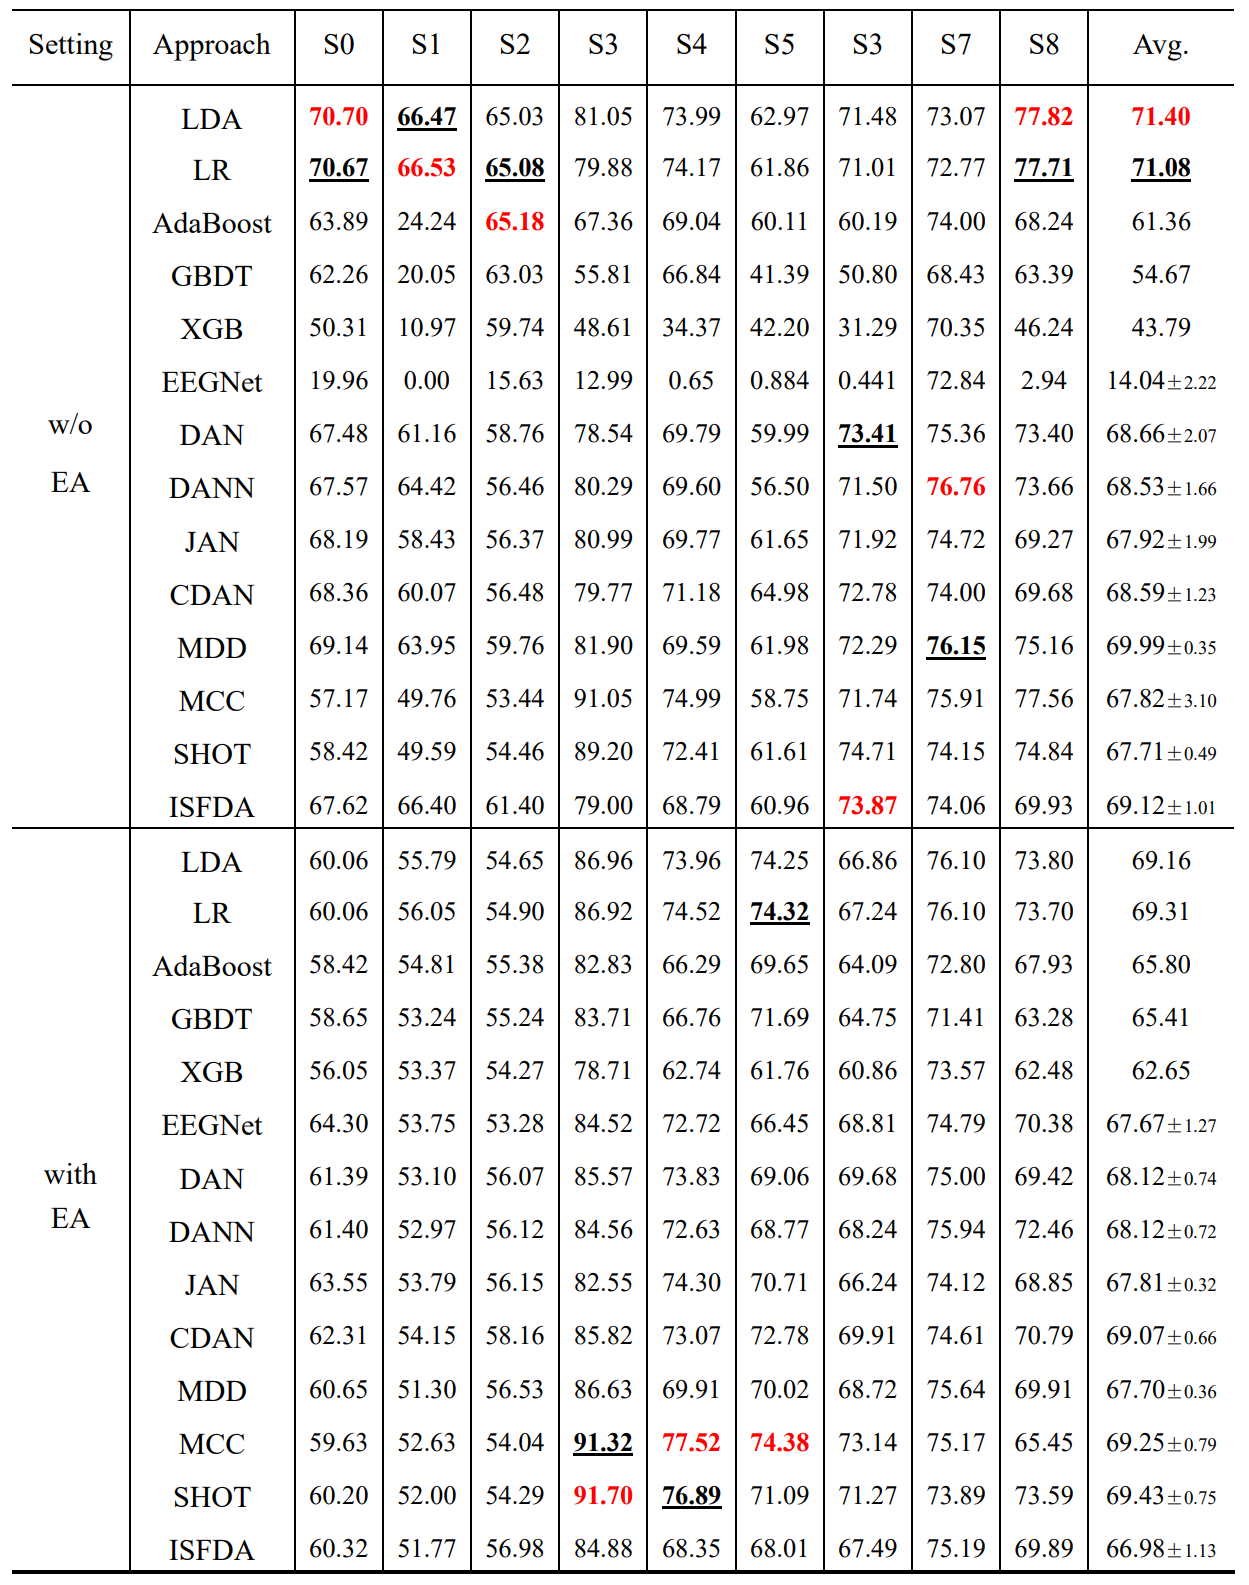 Setting Approach S0 S1 S2 S3 S4 S5 S3 S7 S8 Avg.
LDA 70.70 66.47 65.03 81.05 73.99 62.97 71.48 73.07 77.82 71.40
LR 70.67 66.53 65.08 79.88 74.17 61.86 71.01 72.77 77.71 71.08
AdaBoost 63.89 24.24 65.18 67.36 69.04 60.11 60.19 74.00 68.24 61.36
GBDT 62.26 20.05 63.03 55.81 66.84 41.39 50.80 68.43 63.39 54.67
XGB 50.31 10.97 59.74 48.61 34.37 42.20 31.29 70.35 46.24 43.79
EEGNet 19.96 0.00 15.63 12.99 0.65 0.884 0.441 72.84 2.94 14.04±2.22
w/o
DAN 67.48 61.16 58.76 78.54 69.79 59.99 73.41 75.36 73.40 68.66±2.07
EA
DANN 67.57 64.42 56.46 80.29 69.60 56.50 71.50 76.76 73.66 68.53±1.66
JAN 68.19 58.43 56.37 80.99 69.77 61.65 71.92 74.72 69.27 67.92±1.99
CDAN 68.36 60.07 56.48 79.77 71.18 64.98 72.78 74.00 69.68 68.59±1.23
MDD 69.14 63.95 59.76 81.90 69.59 61.98 72.29 76.15 75.16 69.99±0.35
MCC 57.17 49.76 53.44 91.05 74.99 58.75 71.74 75.91 77.56 67.82±3.10
SHOT 58.42 49.59 54.46 89.20 72.41 61.61 74.71 74.15 74.84 67.71±0.49
ISFDA 67.62 66.40 61.40 79.00 68.79 60.96 73.87 74.06 69.93 69.12±1.01
LDA 60.06 55.79 54.65 86.96 73.96 74.25 66.86 76.10 73.80 69.16
LR 60.06 56.05 54.90 86.92 74.52 74.32 67.24 76.10 73.70 69.31
AdaBoost 58.42 54.81 55.38 82.83 66.29 69.65 64.09 72.80 67.93 65.80
GBDT 58.65 53.24 55.24 83.71 66.76 71.69 64.75 71.41 63.28 65.41
XGB 56.05 53.37 54.27 78.71 62.74 61.76 60.86 73.57 62.48 62.65
EEGNet 64.30 53.75 53.28 84.52 72.72 66.45 68.81 74.79 70.38 67.67±1.27
with
DAN 61.39 53.10 56.07 85.57 73.83 69.06 69.68 75.00 69.42 68.12±0.74
EA
DANN 61.40 52.97 56.12 84.56 72.63 68.77 68.24 75.94 72.46 68.12±0.72
JAN 63.55 53.79 56.15 82.55 74.30 70.71 66.24 74.12 68.85 67.81±0.32
CDAN 62.31 54.15 58.16 85.82 73.07 72.78 69.91 74.61 70.79 69.07±0.66
MDD 60.65 51.30 56.53 86.63 69.91 70.02 68.72 75.64 69.91 67.70±0.36
MCC 59.63 52.63 54.04 91.32 77.52 74.38 73.14 75.17 65.45 69.25±0.79
SHOT 60.20 52.00 54.29 91.70 76.89 71.09 71.27 73.89 73.59 69.43±0.75
ISFDA 60.32 51.77 56.98 84.88 68.35 68.01 67.49 75.19 69.89 66.98±1.13